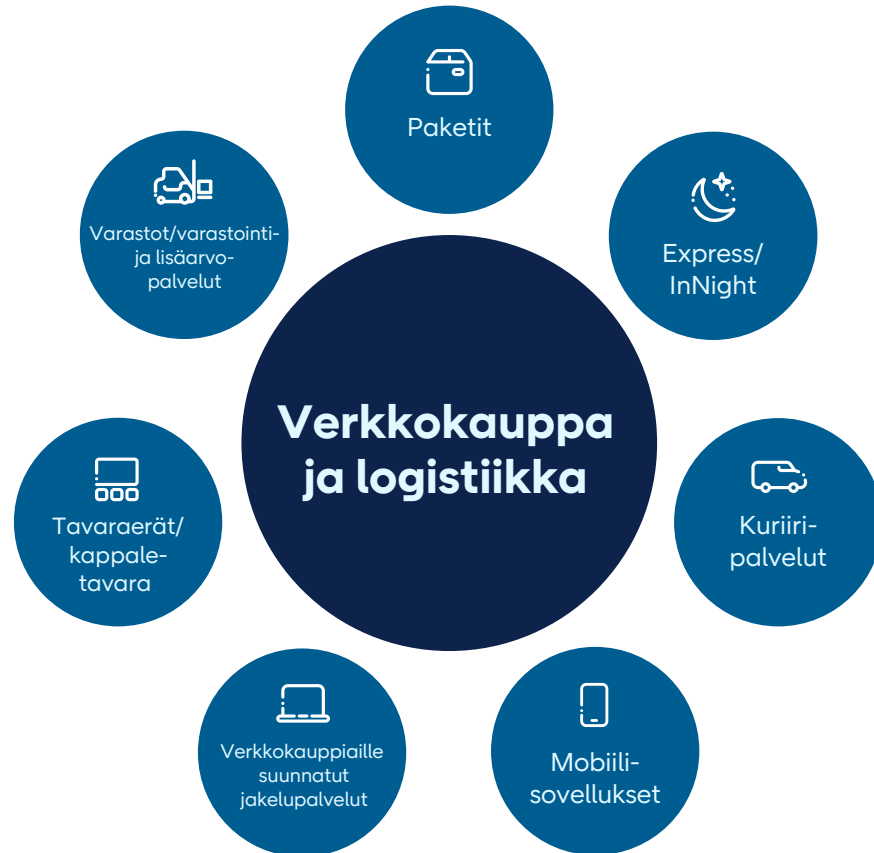 Paketit
Express/
InNight
Kuriiri-
palvelut
Mobiili-
sovellukset
Verkkokauppiaille
suunnatut
jakelupalvelut
Tavaraerät/
kappale-
tavara
Varastot/varastointi-
ja lisäarvo-
palvelut
Verkkokauppa
ja logistiikka